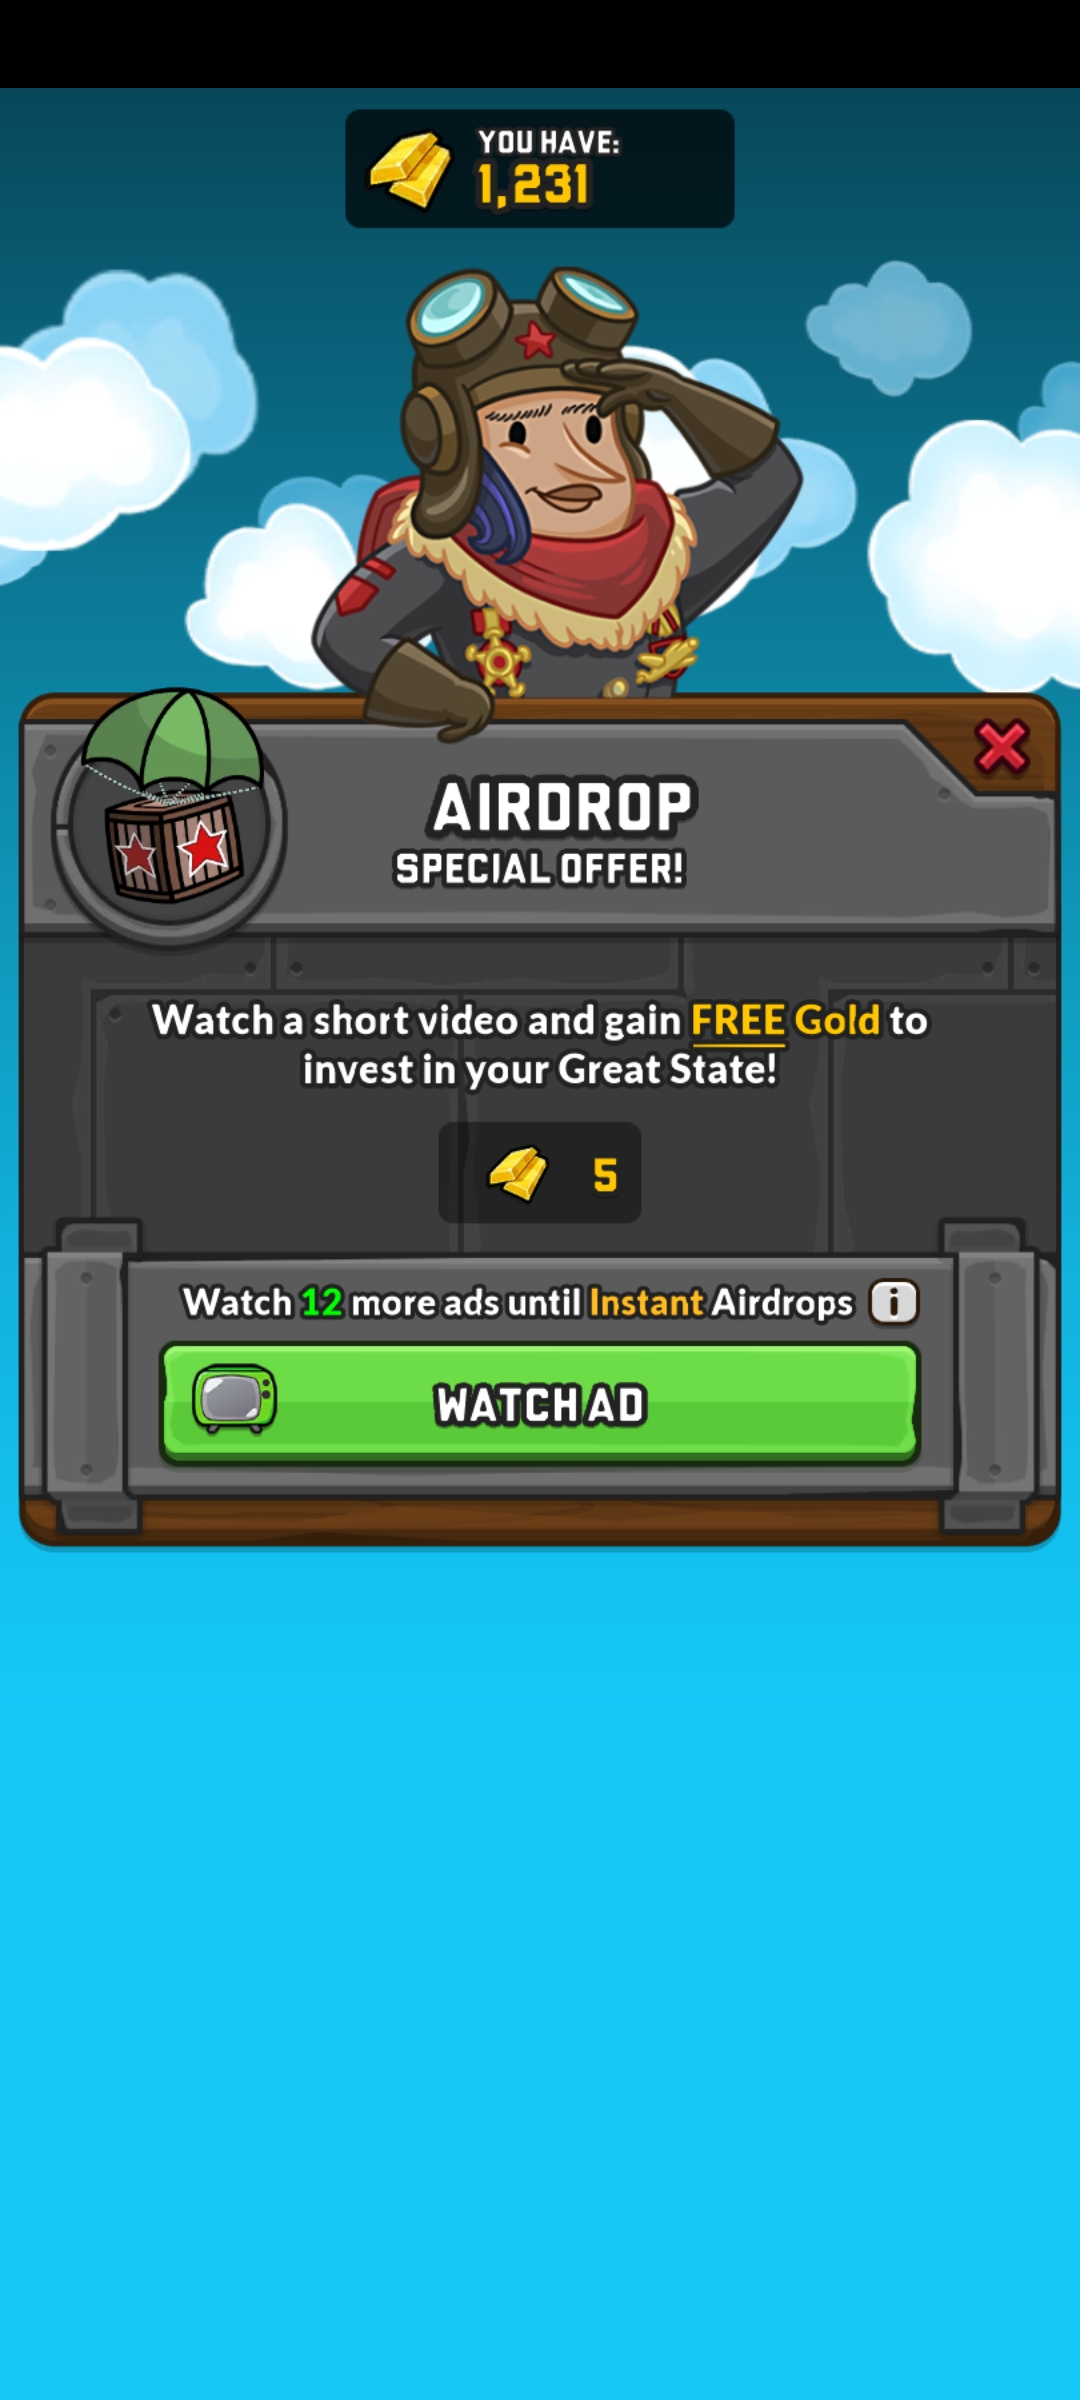 YOU HAVE:
1,231
AIRDROP
SPECIAL OFFER!
Watch a short video and gain FREE Gold to
invest in your Great State!
5
Watch 12 more ads until Instant Airdrops i
WATCH AD